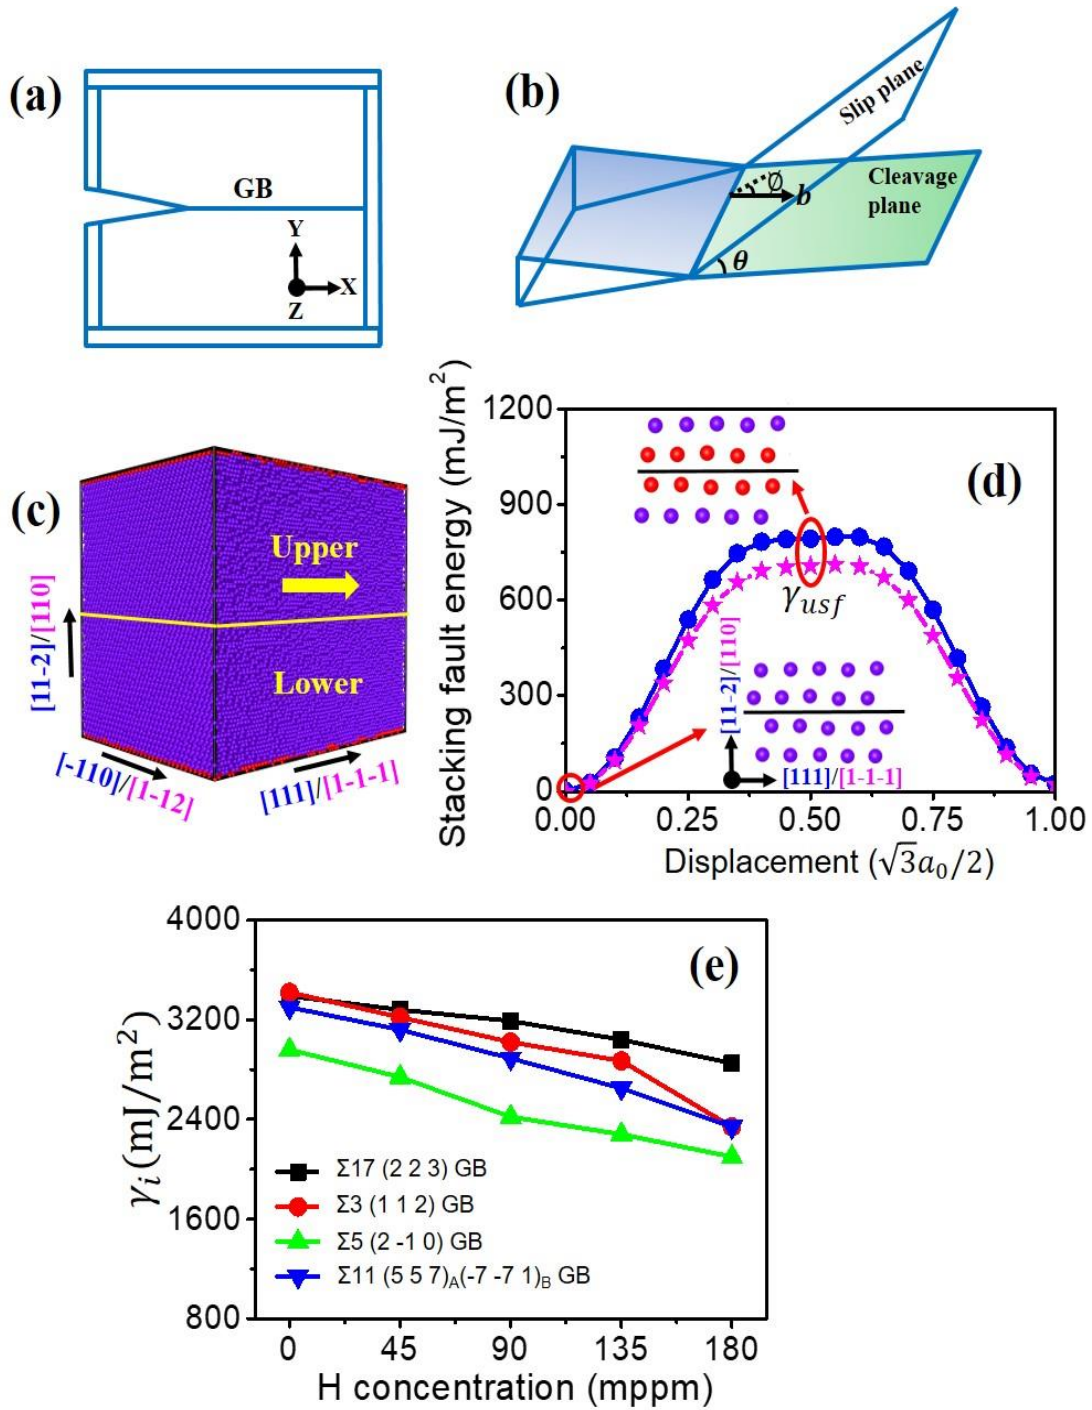 (a)
GB
Y
X
Z
(b)
Slip plane
Cleavage
plane
∅
b
θ
(c)
Upper
Lower
[11-2]/[110]
[-110]/[1-12]
[111]/[1-1-1]
(d)
Stacking fault energy (mJ/m²)
1200
900
600
300
0
γusf
[11-2]/[110]
[111]/[1-1-1]
0.00 0.25 0.50 0.75 1.00
Displacement (√3a₀/2)
(e)
γi(mJ/m²)
4000
3200
2400
1600
800
Σ17 (2 2 3) GB
Σ3 (1 1 2) GB
Σ5 (2 -1 0) GB
Σ11 (5 5 7)A(-7 -7 1)B GB
0 45 90 135 180
H concentration (mppm)